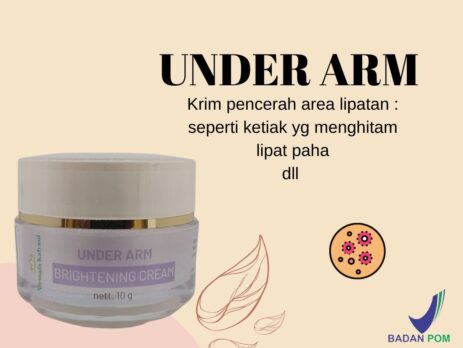 UNDER ARM
Krim pencerah area lipatan :
seperti ketiak yg menghitam
lipat paha
dll
UNDER ARM
BRIGHTENING CREAM
nett. 10 g
BADAN POM